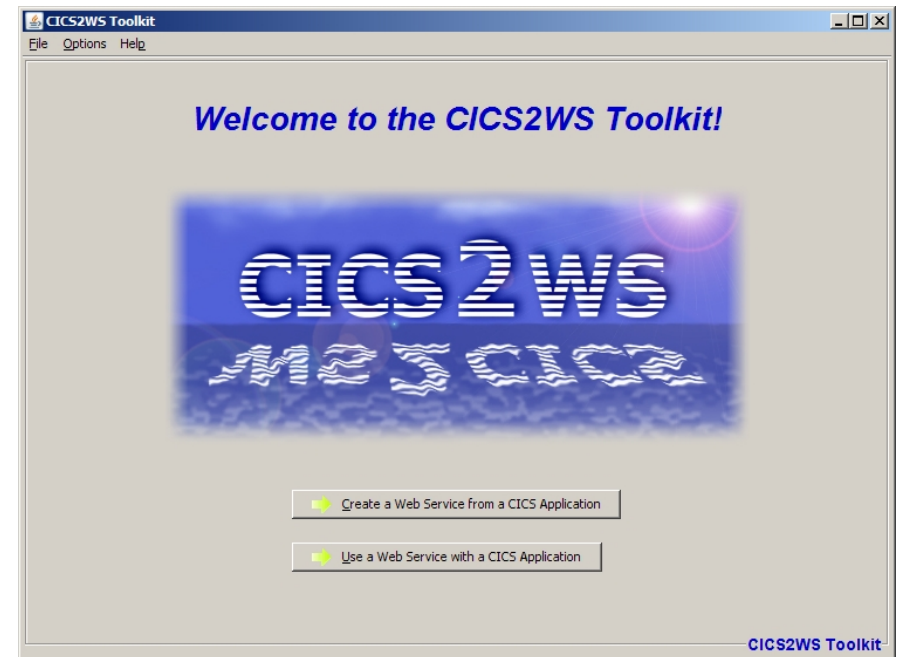 CICS2WS Toolkit
File Options Help
Welcome to the CICS2WS Toolkit!
CICS2WS
WS2CICS
Create a Web Service from a CICS Application
Use a Web Service with a CICS Application
CICS2WS Toolkit